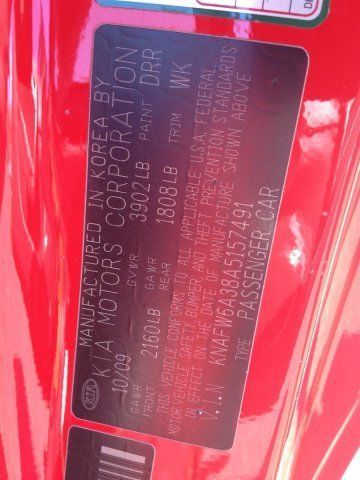 MANUFACTURED IN KOREA BY
KIA MOTORS CORPORATION
10/09 GVWR 3902LB PAINT DRR
GAWR FRONT 2160LB GAWR REAR 1808LB TRIM WK
THIS VEHICLE CONFORMS TO ALL APPLICABLE U.S.A. FEDERAL
MOTOR VEHICLE SAFETY, BUMPER, AND THEFT PREVENTION STANDARDS
IN EFFECT ON THE DATE OF MANUFACTURE SHOWN ABOVE
V.I.N KNAFW6A38A5157491
TYPE PASSENGER CAR
KIA